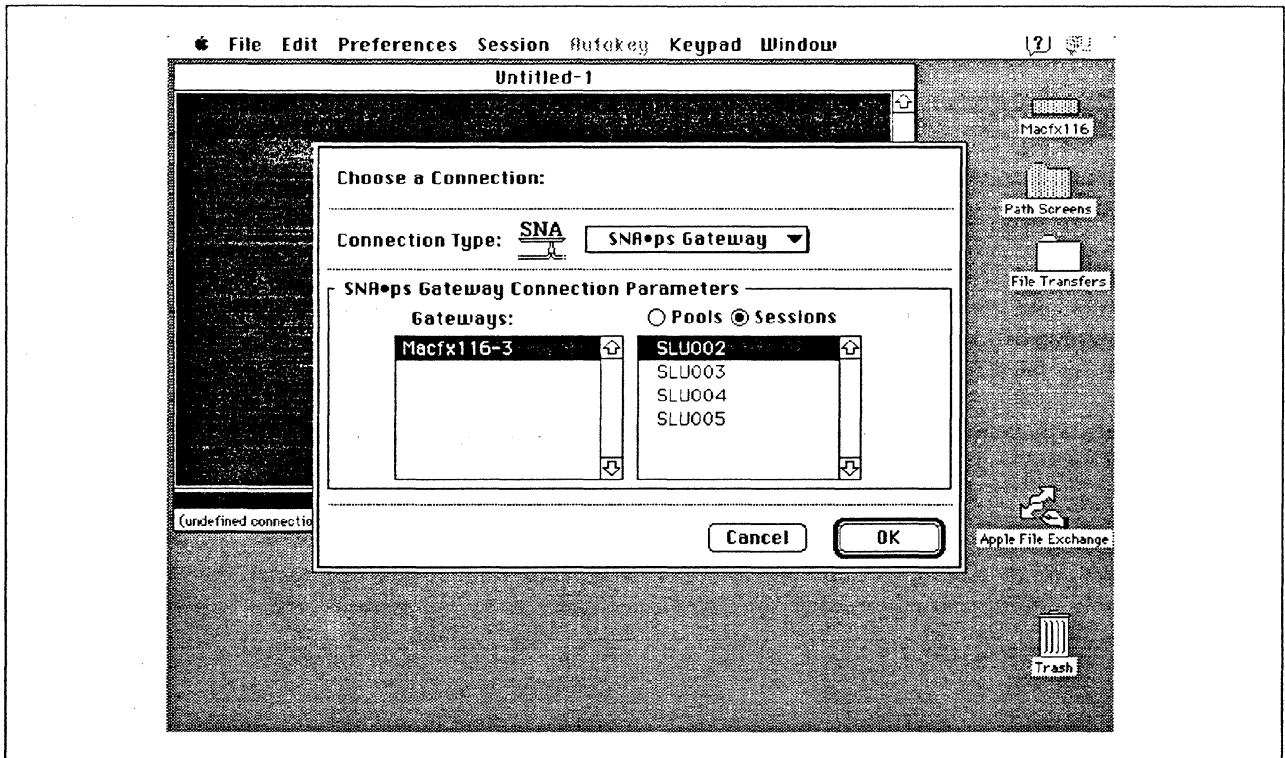 File Edit Preferences Session Autokey Keypad Window
Untitled-1
Macfx116
Choose a Connection:
Path Screens
Connection Type: SNA SNA•ps Gateway
File Transfers
SNA•ps Gateway Connection Parameters
Gateways: Pools Sessions
Macfx116-3 SLU002
SLU003
SLU004
SLU005
(undefined connectio
Cancel OK
Apple File Exchange
Trash